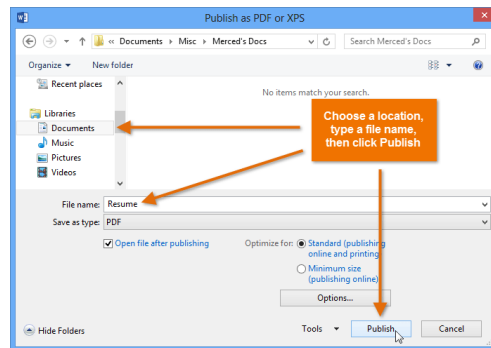 Publish as PDF or XPS
« Documents ▸ Misc ▸ Merced's Docs
Search Merced's Docs
Organize New folder
Recent places
No items match your search.
Libraries
Documents
Music
Pictures
Videos
Choose a location,
type a file name,
then click Publish
File name: Resume
Save as type: PDF
Open file after publishing
Optimize for: Standard (publishing
online and printing)
Minimum size
(publishing online)
Options...
Hide Folders
Tools Publish Cancel